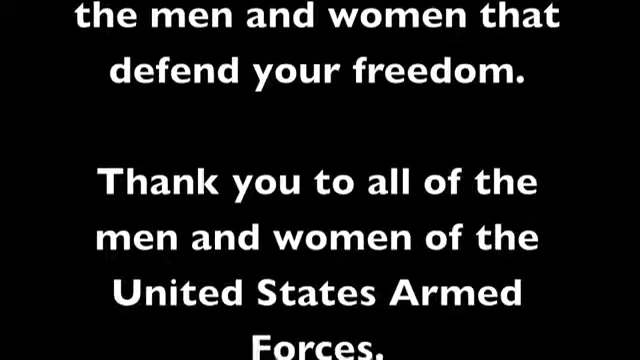 the men and women that
defend your freedom.
Thank you to all of the
men and women of the
United States Armed
Forces.